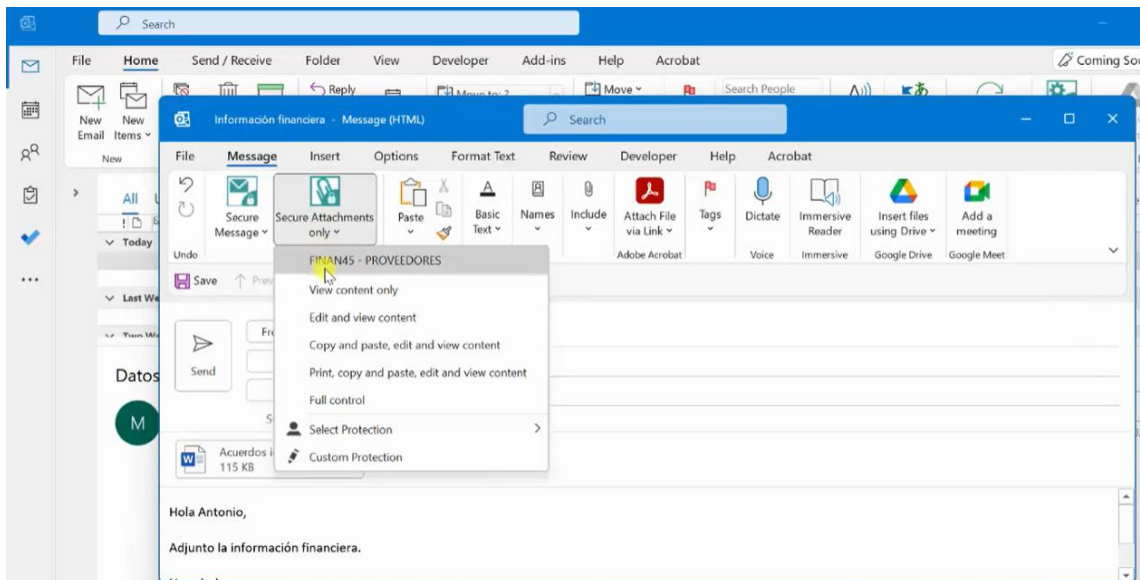 Search
File Home Send / Receive Folder View Developer Add-ins Help Acrobat Coming
Reply Move to: ? Move Search People
New Email New Items
New
Información financiera - Message (HTML) Search
File Message Insert Options Format Text Review Developer Help Acrobat
Secure Message Secure Attachments only Paste Basic Text Names Include Attach File via Link Tags Dictate Immersive Reader Insert files using Drive Add a meeting
Undo Adobe Acrobat Voice Immersive Google Drive Google Meet
All
Today
Last
Save
FINAN45 - PROVEEDORES
View content only
Edit and view content
Copy and paste, edit and view content
Print, copy and paste, edit and view content
Full control
Select Protection
Custom Protection
Send
Datos
M
Acuerdos
115 KB
Hola Antonio,
Adjunto la información financiera.